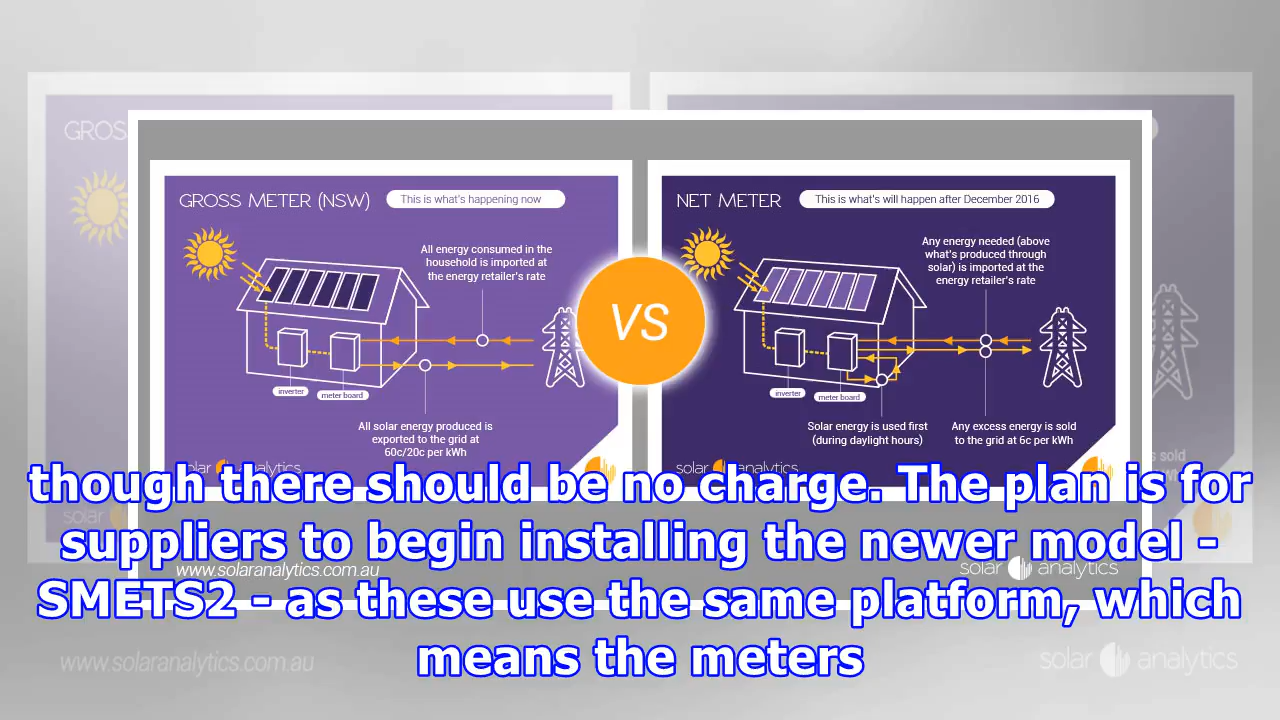 GROS
GROSS METER (NSW)
This is what's happening now
All energy consumed in the
household is imported at
the energy retailer's rate
inverter
meter board
All solar energy produced is
exported to the grid at
60c/20c per kWh
solar analytics
VS
NET METER
This is what's will happen after December 2016
Any energy needed (above
what's produced through
solar) is imported at the
energy retailer's rate
inverter
meter board
Solar energy is used first
(during daylight hours)
Any excess energy is sold
to the grid at 6c per kWh
solar analytics
though there should be no charge. The plan is for
suppliers to begin installing the newer model -
SMETS2 - as these use the same platform, which
means the meters
www.solaranalytics.com.au
solar analytics
s sold
solar
www.solaranalytics.com.au
solar analytics